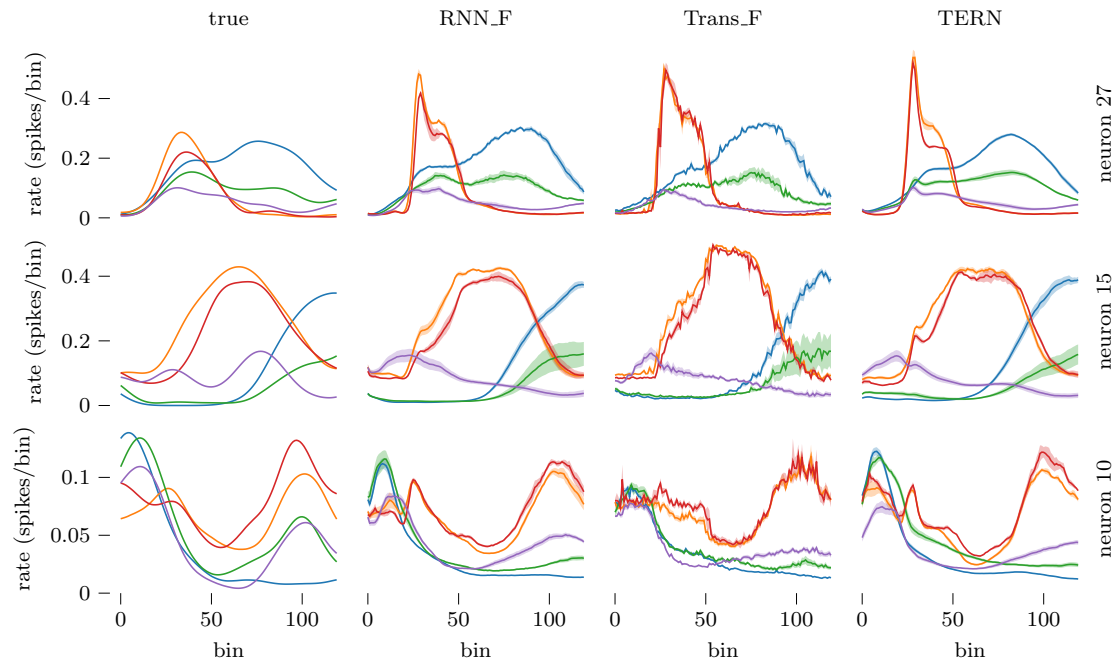 true RNN_F Trans_F TERN
rate (spikes/bin) 0.4 0.2 0 neuron 27
rate (spikes/bin) 0.4 0.2 0 neuron 15
rate (spikes/bin) 0.1 0.05 0 neuron 10
0 50 100 0 50 100 0 50 100 0 50 100
bin bin bin bin